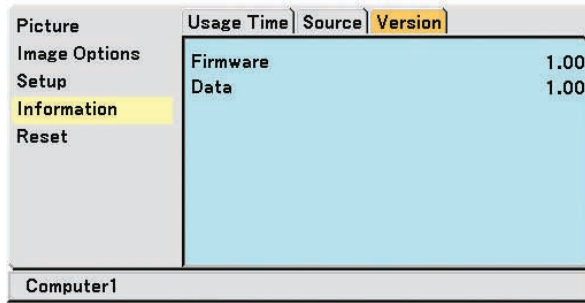 Picture
Image Options
Setup
Information
Reset
Usage Time Source Version
Firmware 1.00
Data 1.00
Computer1